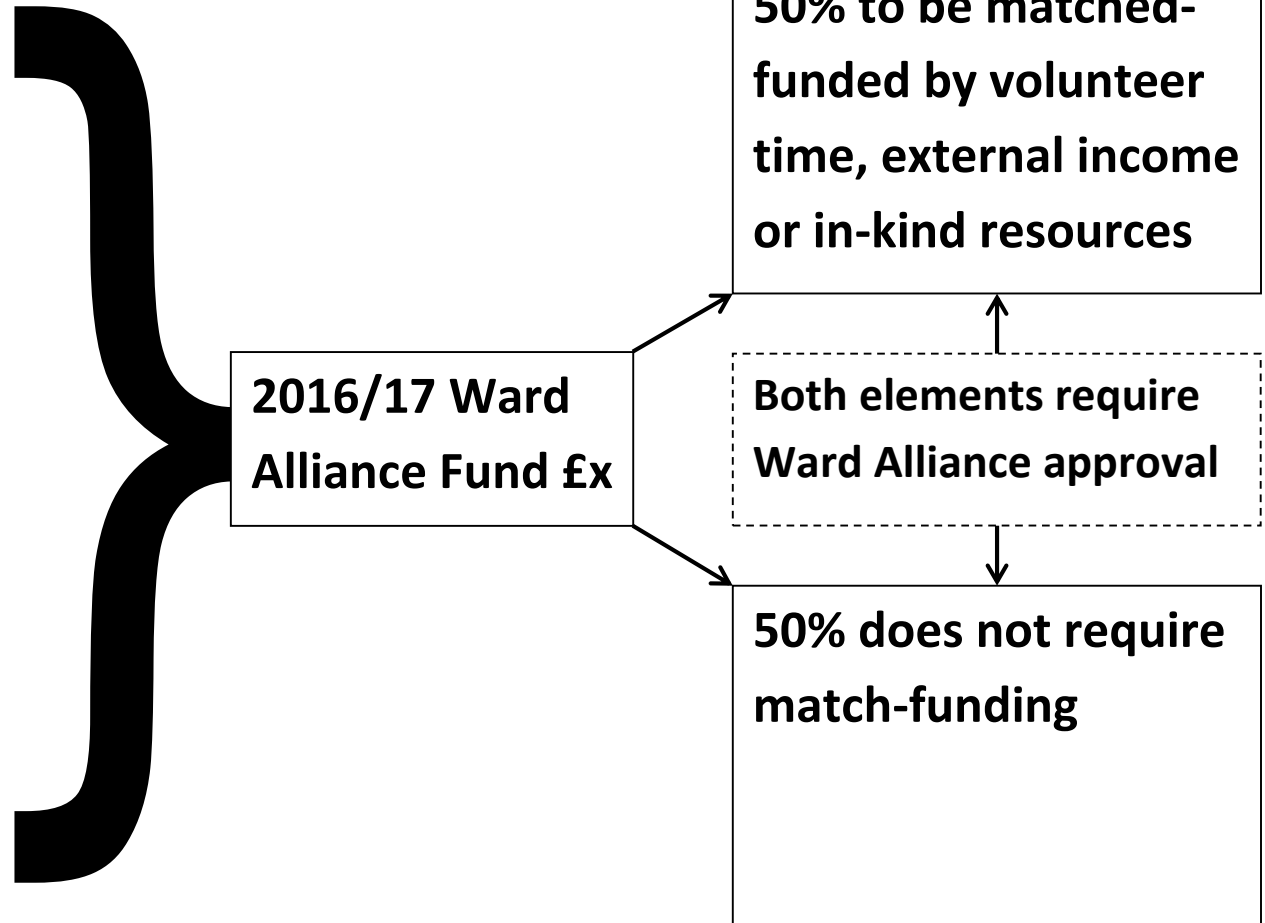 50% to be matched-
funded by volunteer
time, external income
or in-kind resources
2016/17 Ward
Alliance Fund £x
Both elements require
Ward Alliance approval
50% does not require
match-funding